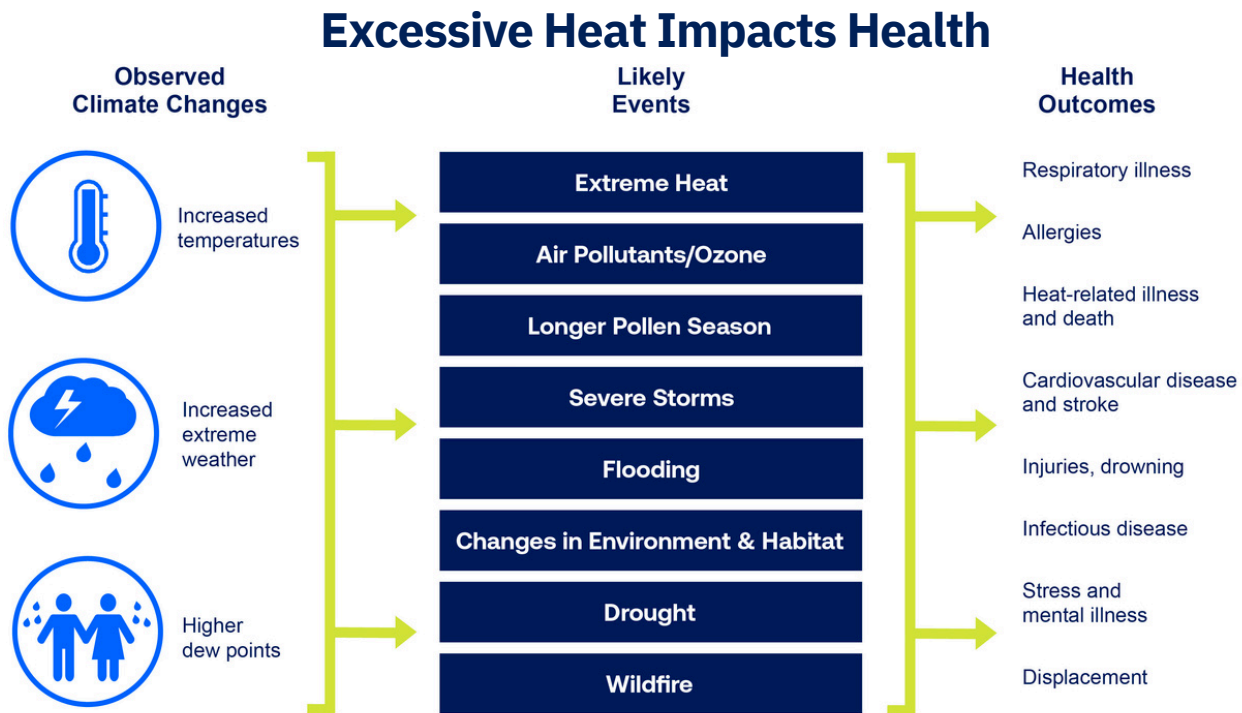 Excessive Heat Impacts Health
Observed
Climate Changes
Likely
Events
Health
Outcomes
Increased
temperatures
Increased
extreme
weather
Higher
dew points
Extreme Heat
Air Pollutants/Ozone
Longer Pollen Season
Severe Storms
Flooding
Changes in Environment & Habitat
Drought
Wildfire
Respiratory illness
Allergies
Heat-related illness
and death
Cardiovascular disease
and stroke
Injuries, drowning
Infectious disease
Stress and
mental illness
Displacement